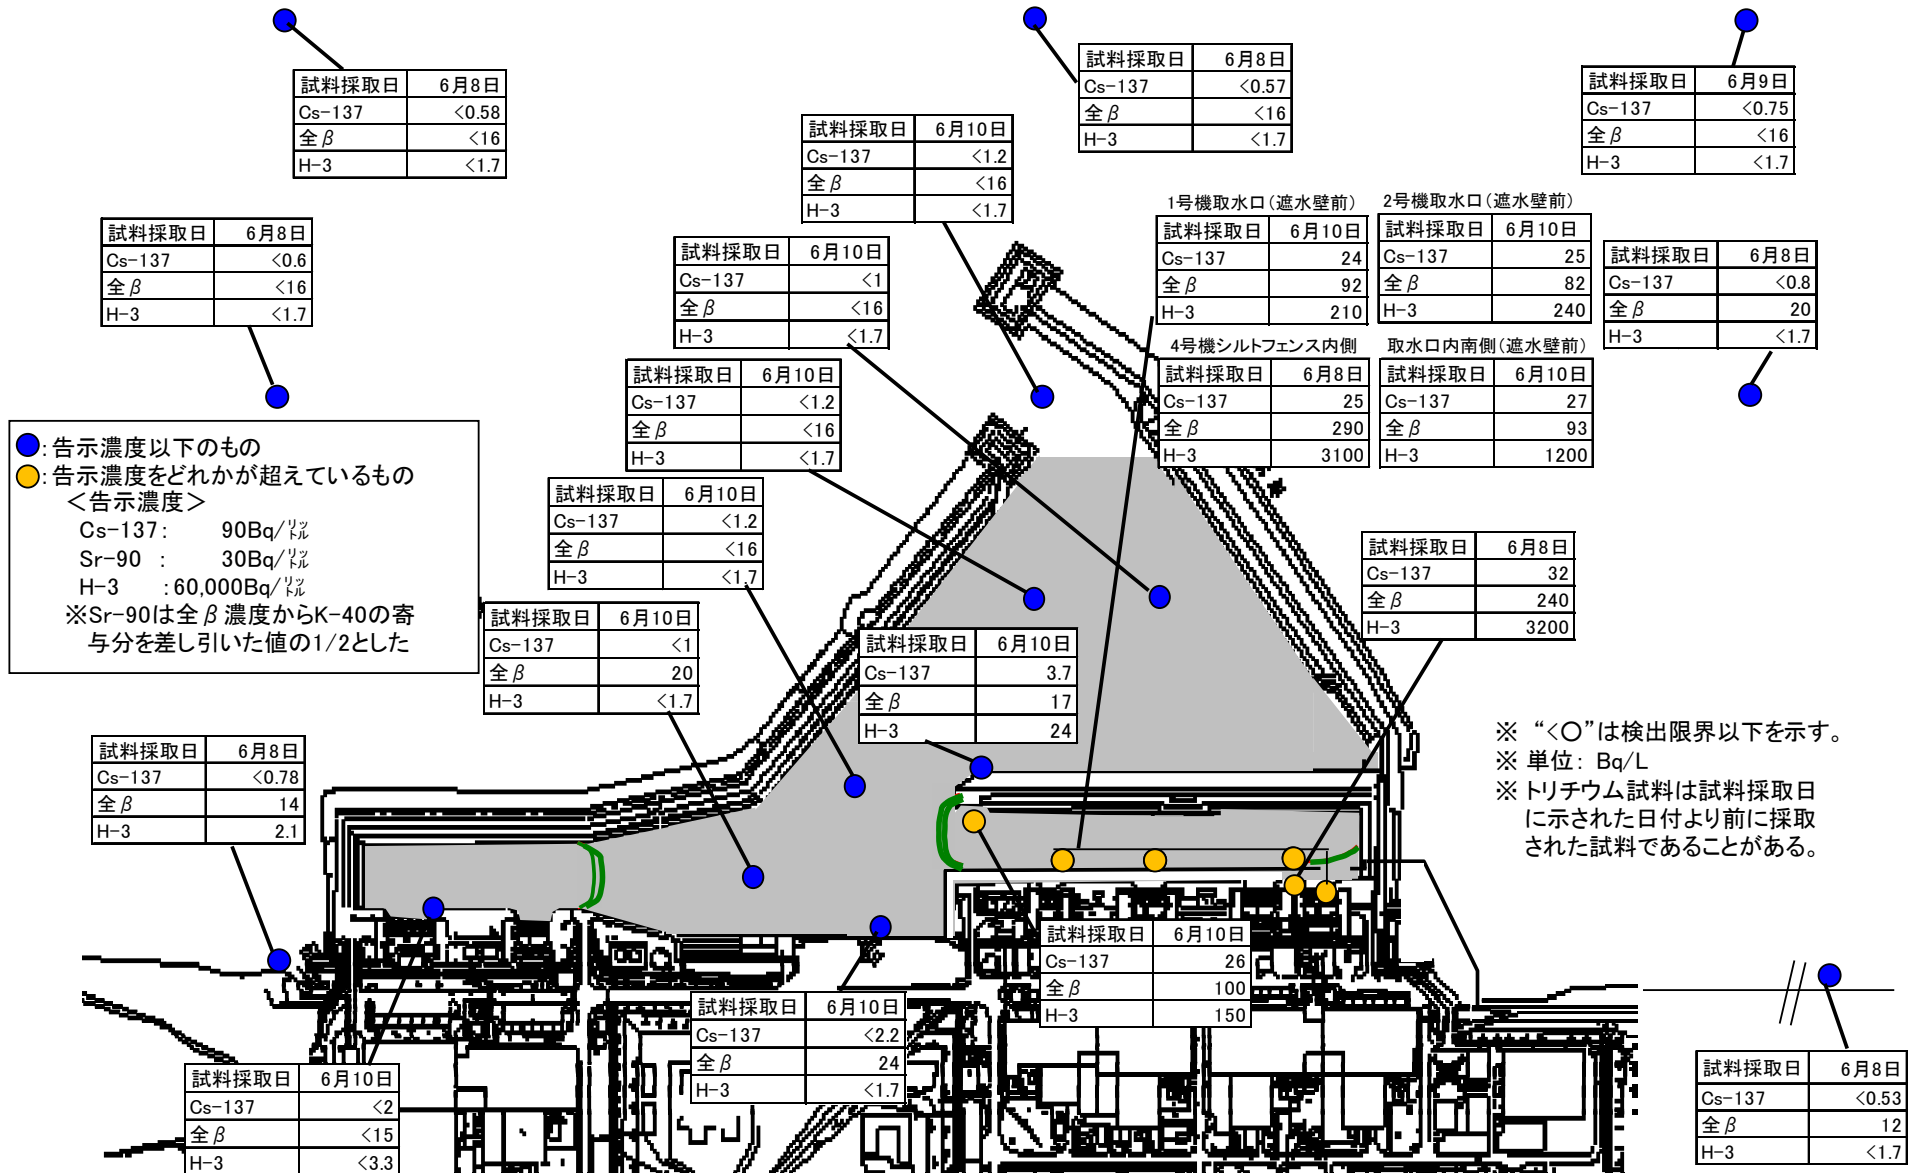 試料採取日 6月8日
Cs-137 <0.58
全β <16
H-3 <1.7
試料採取日 6月8日
Cs-137 <0.57
全β <16
H-3 <1.7
試料採取日 6月9日
Cs-137 <0.75
全β <16
H-3 <1.7
試料採取日 6月10日
Cs-137 <1.2
全β <16
H-3 <1.7
試料採取日 6月8日
Cs-137 <0.6
全β <16
H-3 <1.7
試料採取日 6月10日
Cs-137 <1
全β <16
H-3 <1.7
1号機取水口(遮水壁前)
試料採取日 6月10日
Cs-137 24
全β 92
H-3 210
2号機取水口(遮水壁前)
試料採取日 6月10日
Cs-137 25
全β 82
H-3 240
試料採取日 6月8日
Cs-137 <0.8
全β 20
H-3 <1.7
4号機シルトフェンス内側
試料採取日 6月8日
Cs-137 25
全β 290
H-3 3100
取水口内南側(遮水壁前)
試料採取日 6月10日
Cs-137 27
全β 93
H-3 1200
試料採取日 6月10日
Cs-137 <1.2
全β <16
H-3 <1.7
:告示濃度以下のもの
:告示濃度をどれかが超えているもの
<告示濃度>
Cs-137: 90Bq/㍑
Sr-90 : 30Bq/㍑
H-3 :60,000Bq/㍑
※Sr-90は全β濃度からK-40の寄
与分を差し引いた値の1/2とした
試料採取日 6月10日
Cs-137 <1.2
全β <16
H-3 <1.7
試料採取日 6月8日
Cs-137 32
全β 240
H-3 3200
試料採取日 6月10日
Cs-137 <1
全β 20
H-3 <1.7
試料採取日 6月10日
Cs-137 3.7
全β 17
H-3 24
※ “<○”は検出限界以下を示す。
※ 単位: Bq/L
※ トリチウム試料は試料採取日
に示された日付より前に採取
された試料であることがある。
試料採取日 6月8日
Cs-137 <0.78
全β 14
H-3 2.1
試料採取日 6月10日
Cs-137 26
全β 100
H-3 150
試料採取日 6月10日
Cs-137 <2.2
全β 24
H-3 <1.7
試料採取日 6月10日
Cs-137 <2
全β <15
H-3 <3.3
試料採取日 6月8日
Cs-137 <0.53
全β 12
H-3 <1.7